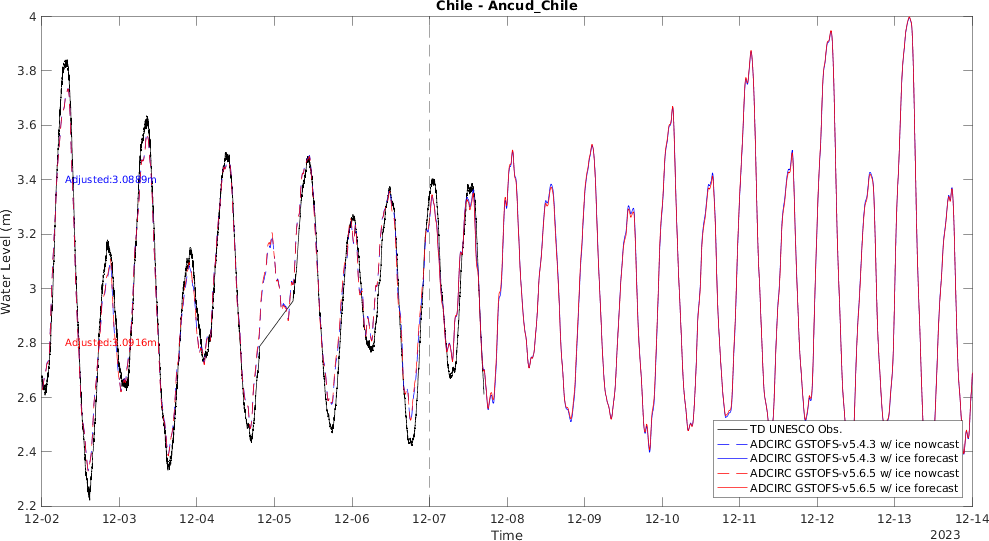 Chile - Ancud_Chile
4
3.8
3.6
3.4
3.2
3
2.8
2.6
2.4
2.2
Water Level (m)
Adjusted:3.0889m
Adjusted:3.0916m
TD UNESCO Obs.
ADCIRC GSTOFS-v5.4.3 w/ ice nowcast
ADCIRC GSTOFS-v5.4.3 w/ ice forecast
ADCIRC GSTOFS-v5.6.5 w/ ice nowcast
ADCIRC GSTOFS-v5.6.5 w/ ice forecast
12-02 12-03 12-04 12-05 12-06 12-07 12-08 12-09 12-10 12-11 12-12 12-13 12-14
Time
2023